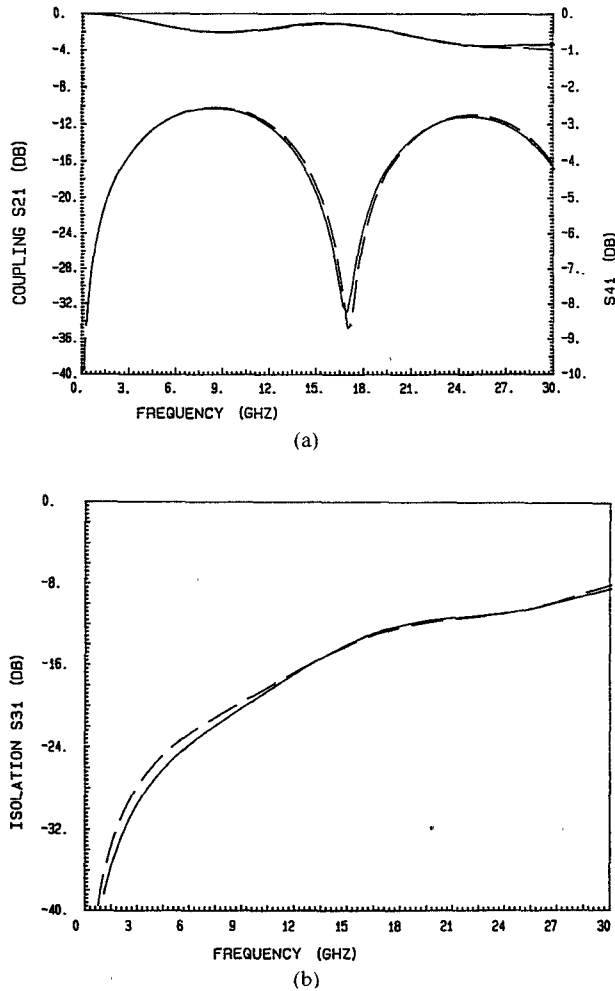 0. 0.
-4. -1.
-8. -2.
-12. -3.
-16. -4.
-20. -5.
-24. -6.
-28. -7.
-32. -8.
-36. -9.
-40. -10.
COUPLING S21 (DB)
S41 (DB)
0. 3. 6. 9. 12. 15. 18. 21. 24. 27. 30.
FREQUENCY (GHZ)
(a)
0.
-8.
-16.
-24.
-32.
-40.
ISOLATION S31 (DB)
0 3 6 9 12 15 18 21 24 27 30
FREQUENCY (GHZ)
(b)